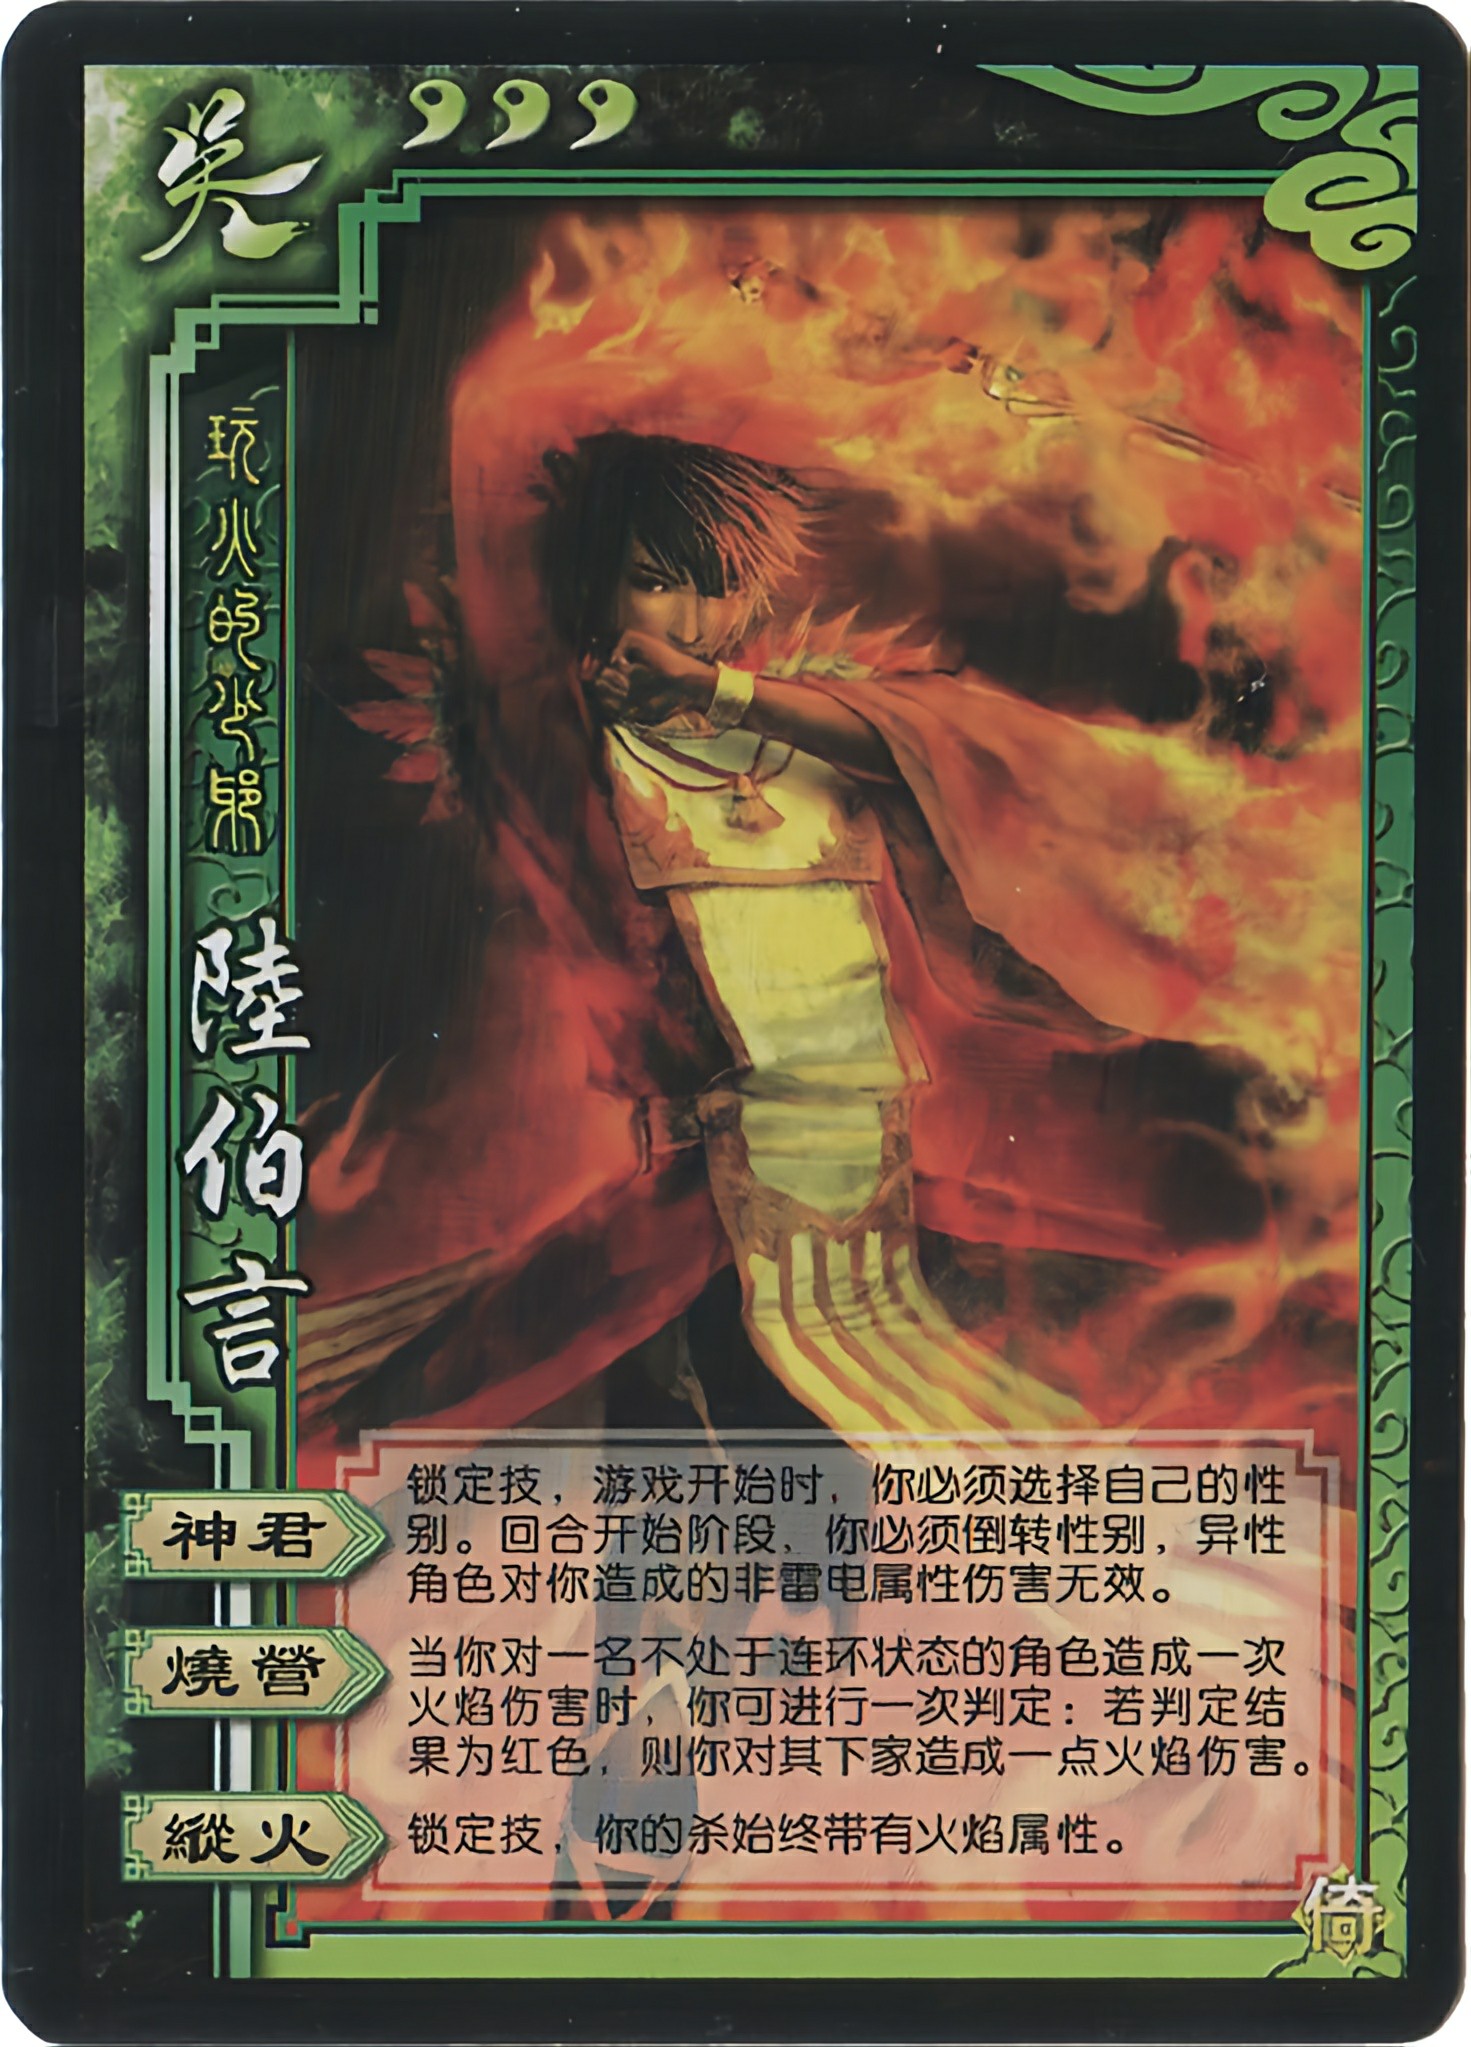 吴
玩火的少年
陸伯言
神君
锁定技，游戏开始时，你必须选择自己的性
别。回合开始阶段，你必须倒转性别，异性
角色对你造成的非雷电属性伤害无效。
燒營
当你对一名不处于连环状态的角色造成一次
火焰伤害时，你可进行一次判定：若判定结
果为红色，则你对其下家造成一点火焰伤害。
縱火
锁定技，你的杀始终带有火焰属性。
倚